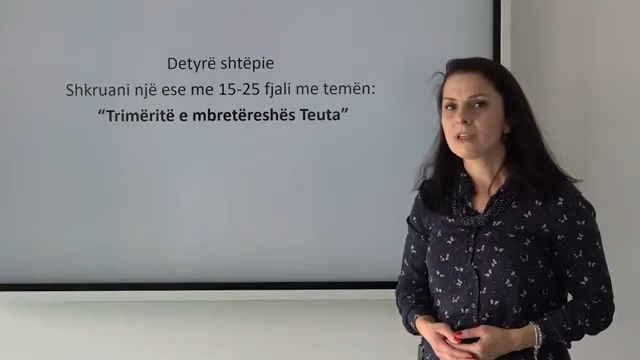 Detyrë shtëpie
Shkruani një ese me 15-25 fjali me temën:
“Trimëritë e mbretëreshës Teuta”